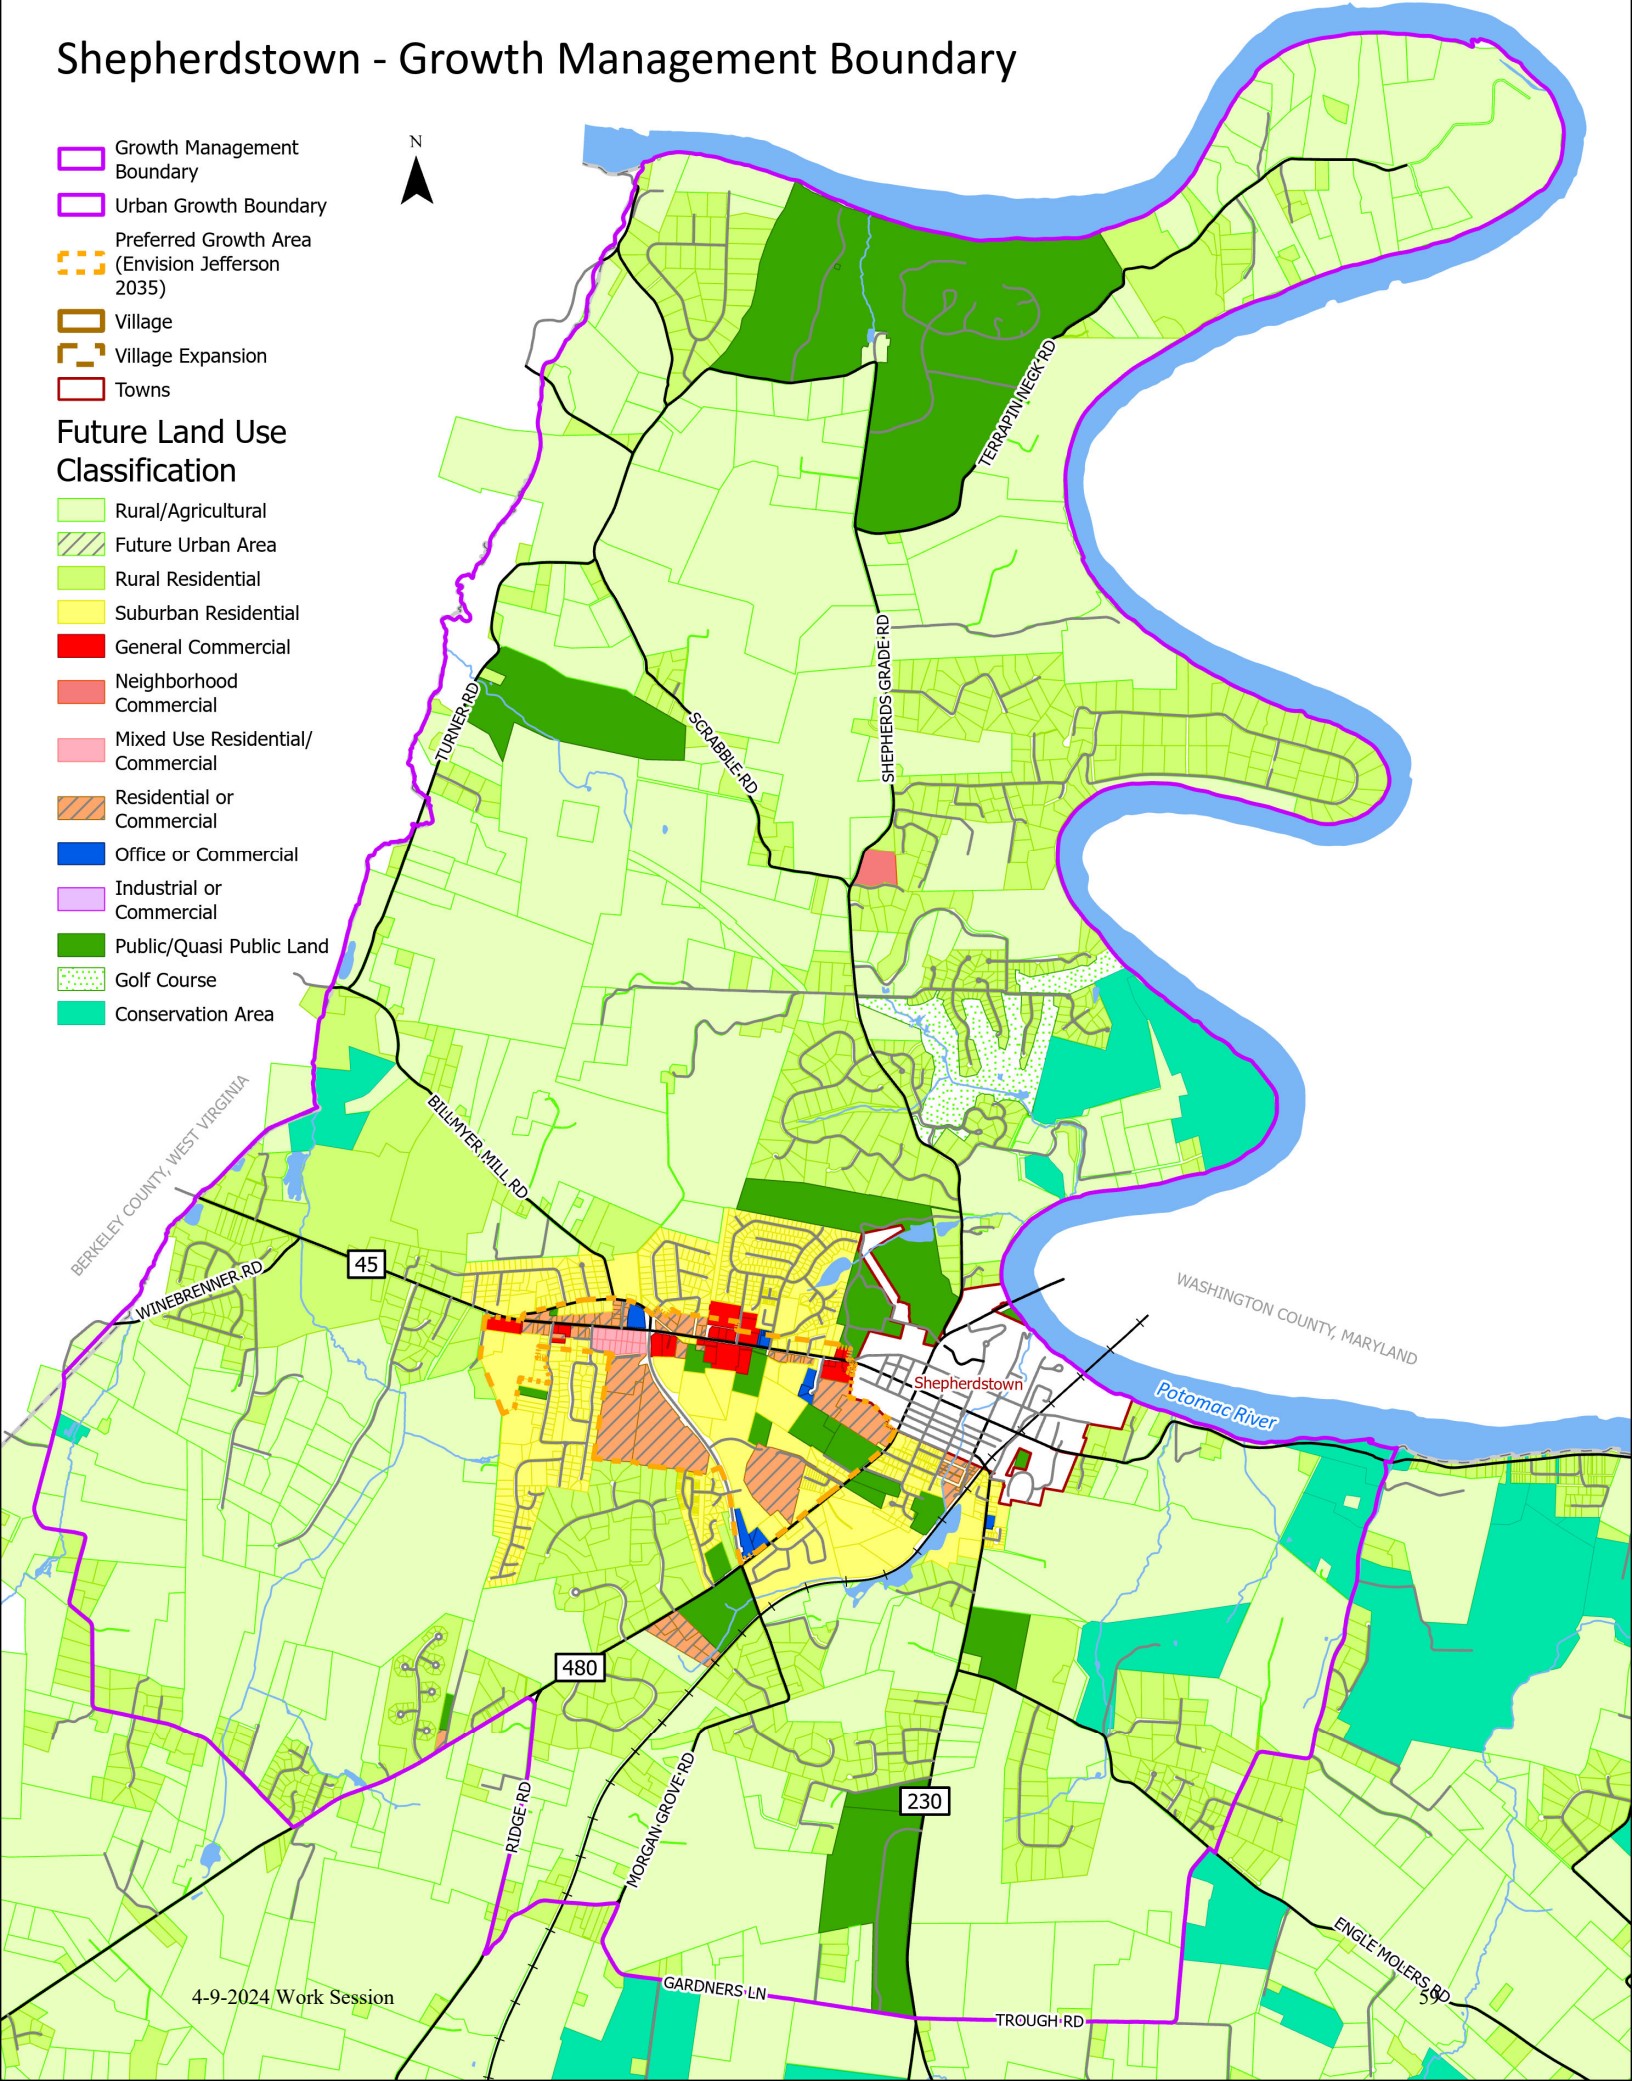 Shepherdstown - Growth Management Boundary
N
Growth Management
Boundary
Urban Growth Boundary
Preferred Growth Area
(Envision Jefferson
2035)
Village
Village Expansion
Towns
Future Land Use
Classification
Rural/Agricultural
Future Urban Area
Rural Residential
Suburban Residential
General Commercial
Neighborhood
Commercial
Mixed Use Residential/
Commercial
Residential or
Commercial
Office or Commercial
Industrial or
Commercial
Public/Quasi Public Land
Golf Course
Conservation Area
TERRAPIN NECK RD
SHEPHERDS GRADE RD
TURNER RD
SCRABBLE RD
BILLMYER MILL RD
BERKELEY COUNTY, WEST VIRGINIA
45
WINEBRENNER RD
WASHINGTON COUNTY, MARYLAND
Shepherdstown
Potomac River
480
RIDGE RD
MORGAN GROVE RD
230
ENGLE MOLERS RD
GARDNERS LN
TROUGH RD
4-9-2024 Work Session
59